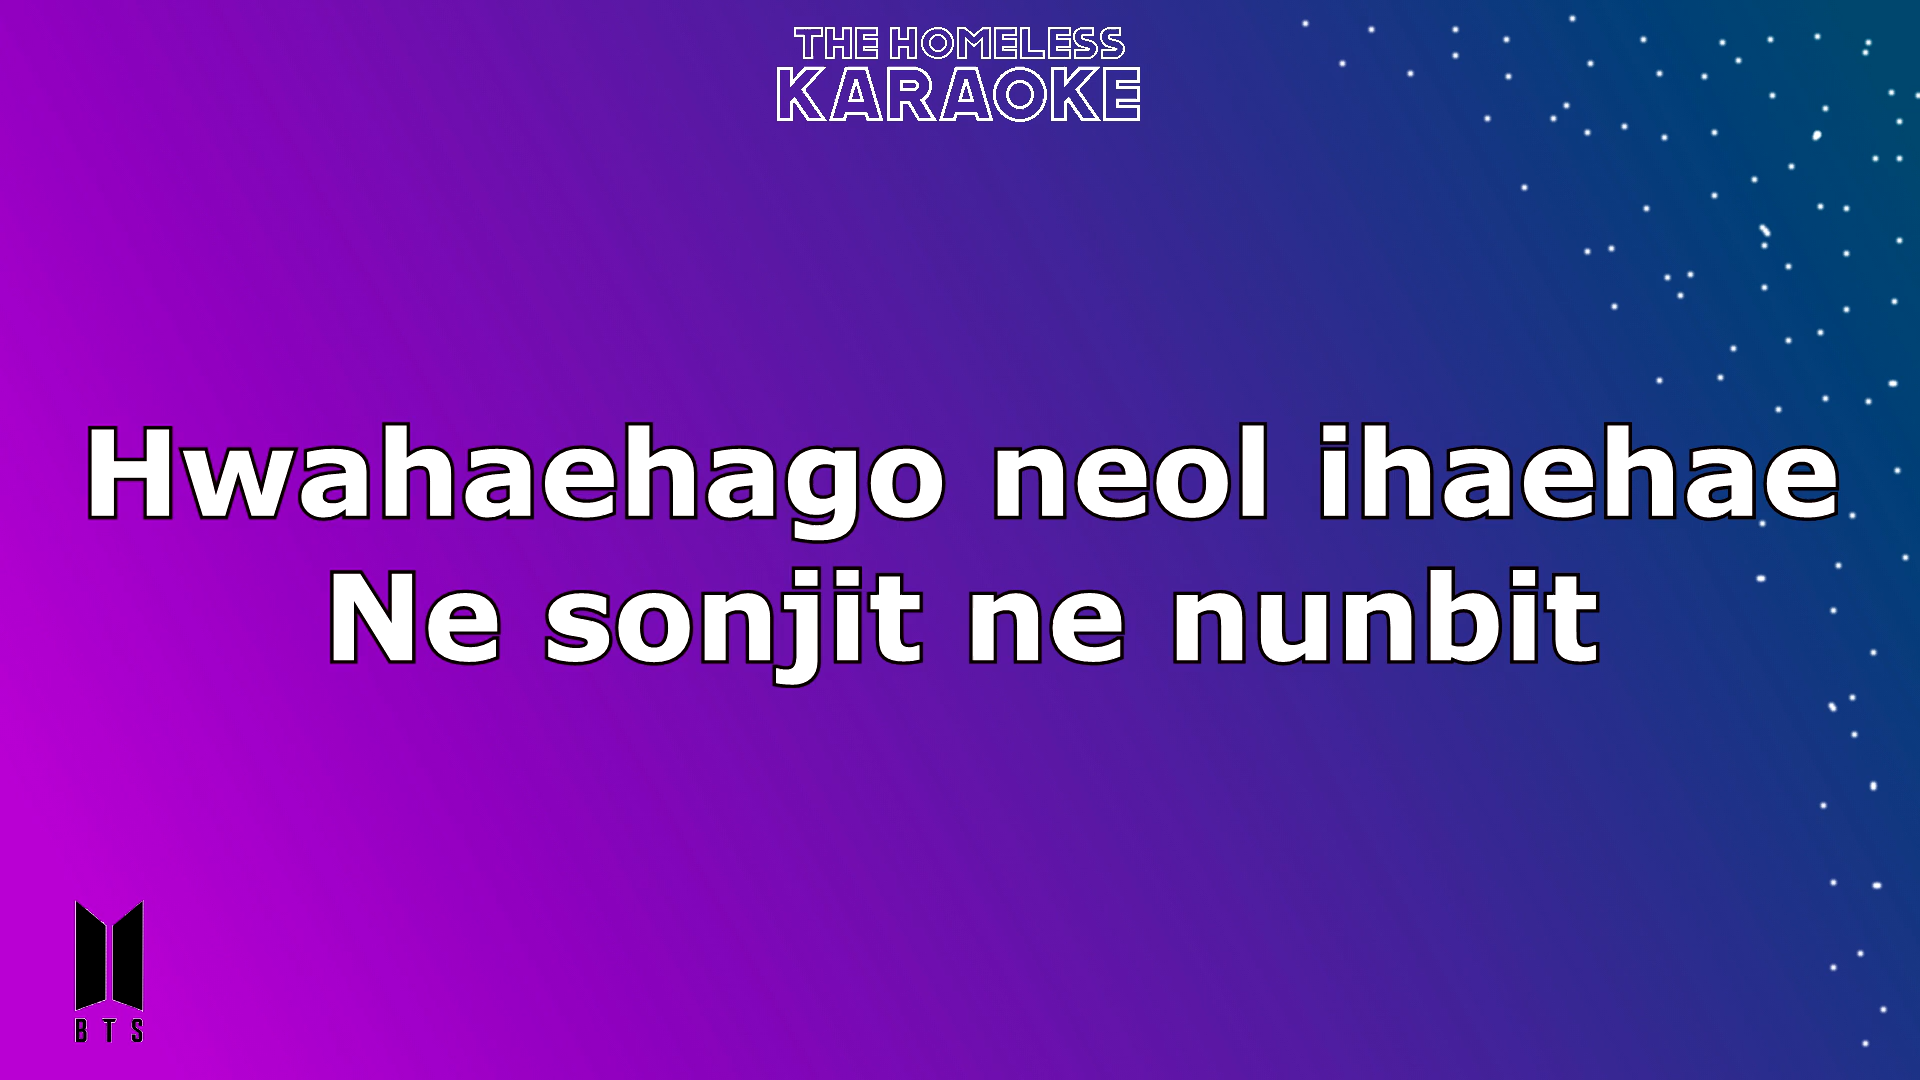 THE HOMELESS
KARAOKE
Hwahaehago neol ihaehae
Ne sonjit ne nunbit
BTS